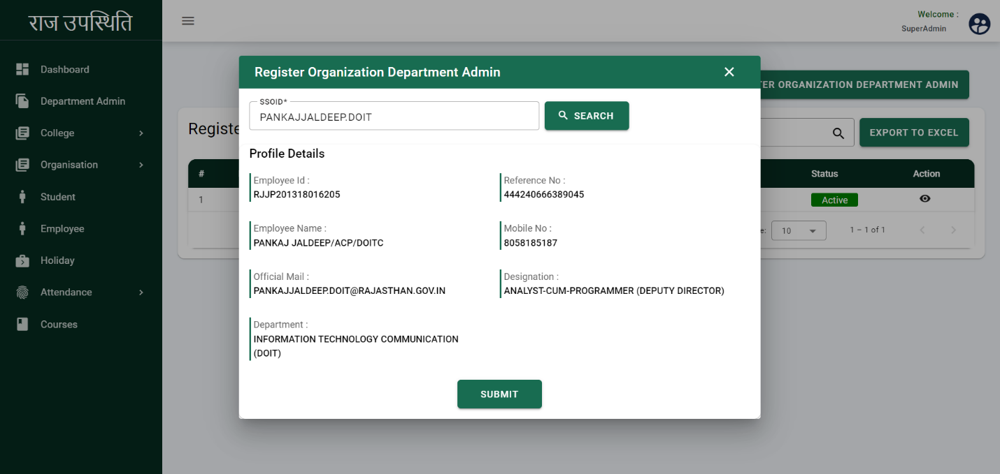 राज उपस्थिति
Welcome :
SuperAdmin
Dashboard
Department Admin
College
Organisation
Student
Employee
Holiday
Attendance
Courses
Register Organization Department Admin
ORGANIZATION DEPARTMENT ADMIN
SSOID*
PANKAJJALDEEP.DOIT
SEARCH
EXPORT TO EXCEL
Profile Details
Employee Id :
RJJP201318016205
Reference No :
444240666389045
Employee Name :
PANKAJ JALDEEP/ACP/DOITC
Mobile No :
8058185187
Official Mail :
PANKAJJALDEEP.DOIT@RAJASTHAN.GOV.IN
Designation :
ANALYST-CUM-PROGRAMMER (DEPUTY DIRECTOR)
Department :
INFORMATION TECHNOLOGY COMMUNICATION
(DOIT)
SUBMIT
# Status Action
1 Active
10 1 – 1 of 1